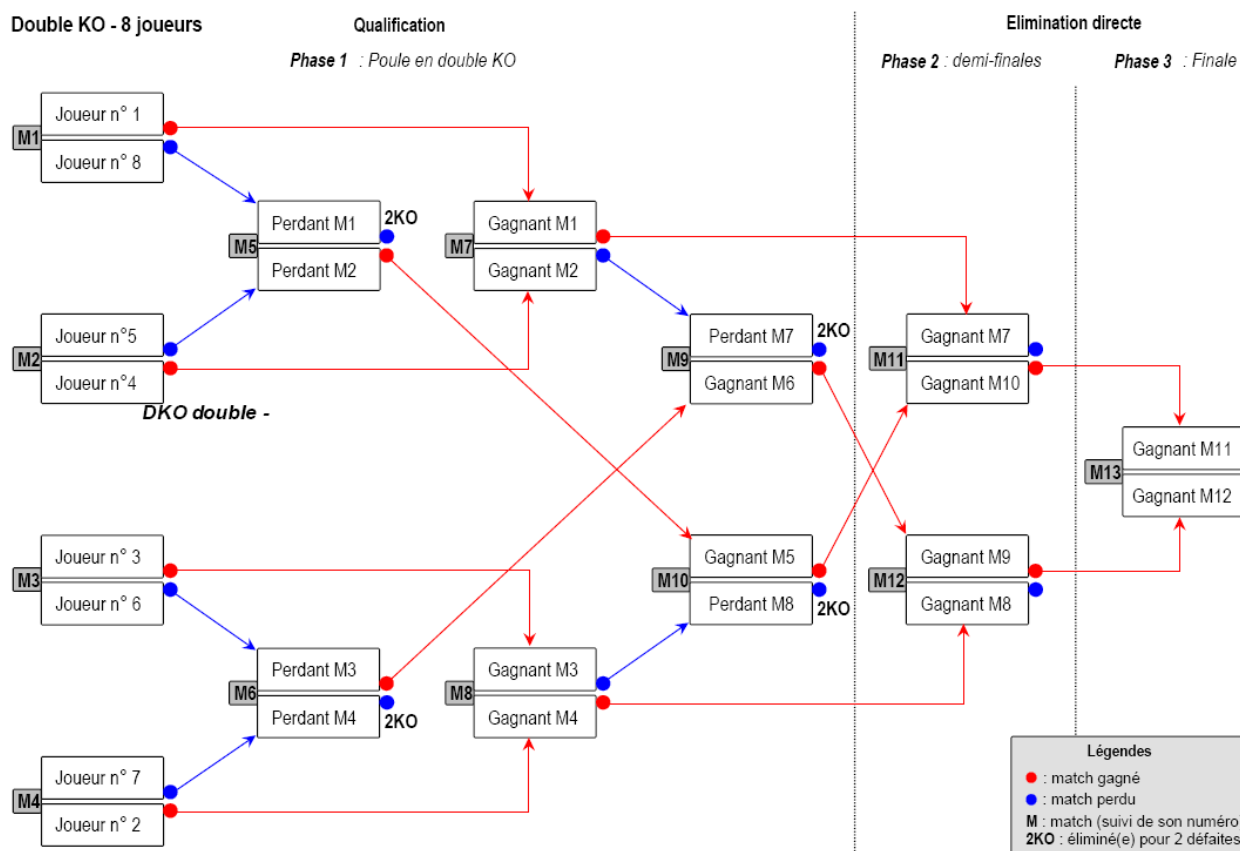 Double KO - 8 joueurs
Qualification
Elimination directe
Phase 1 : Poule en double KO
Phase 2 : demi-finales
Phase 3 : Finale
M1
Joueur n° 1
Joueur n° 8
M5
Perdant M1
Perdant M2
2KO
M7
Gagnant M1
Gagnant M2
M2
Joueur n°5
Joueur n°4
DKO double -
M9
Perdant M7
Gagnant M6
2KO
M11
Gagnant M7
Gagnant M10
M13
Gagnant M11
Gagnant M12
M3
Joueur n° 3
Joueur n° 6
M10
Gagnant M5
Perdant M8
2KO
M12
Gagnant M9
Gagnant M8
M6
Perdant M3
Perdant M4
2KO
M8
Gagnant M3
Gagnant M4
M4
Joueur n° 7
Joueur n° 2
Légendes
: match gagné
: match perdu
M : match (suivi de son numéro
2KO : éliminé(e) pour 2 défaites